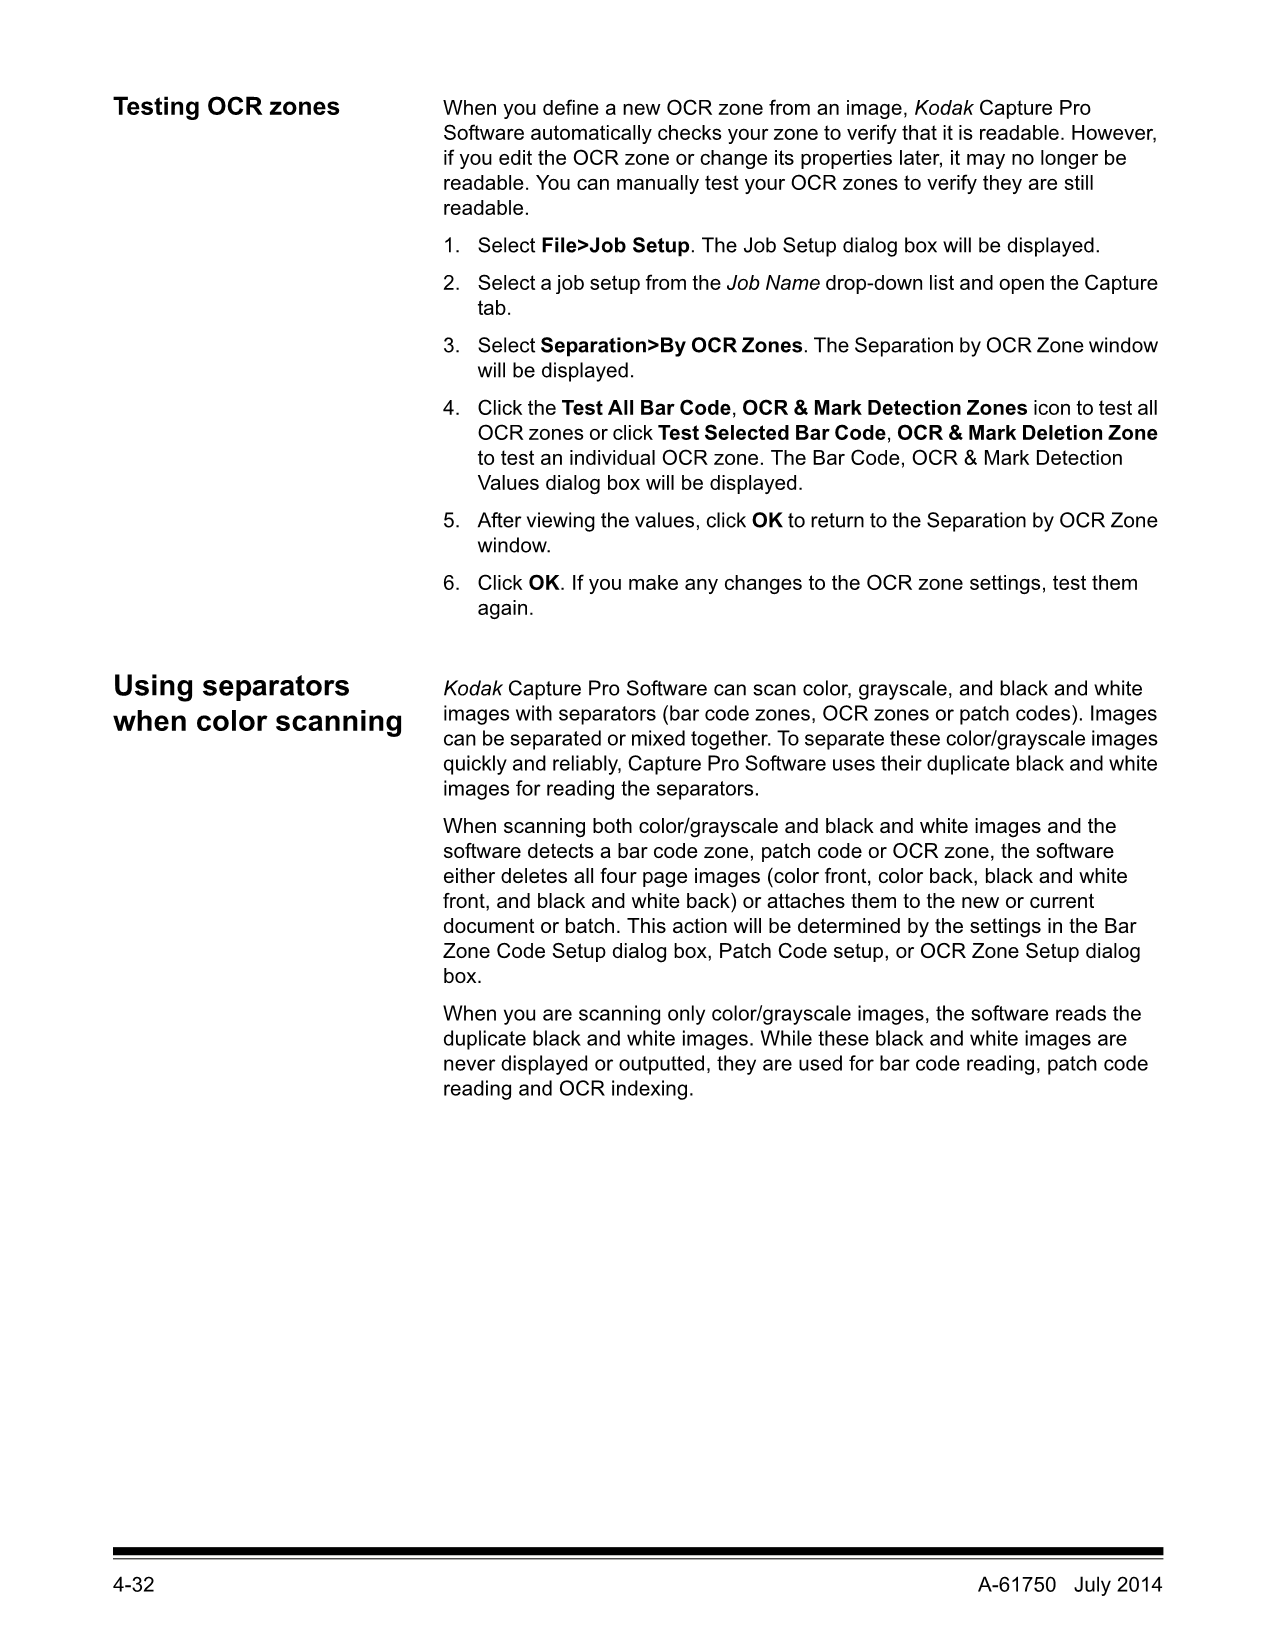 Testing OCR zones
When you define a new OCR zone from an image, Kodak Capture Pro
Software automatically checks your zone to verify that it is readable. However,
if you edit the OCR zone or change its properties later, it may no longer be
readable. You can manually test your OCR zones to verify they are still
readable.
1. Select File>Job Setup. The Job Setup dialog box will be displayed.
2. Select a job setup from the Job Name drop-down list and open the Capture
tab.
3. Select Separation>By OCR Zones. The Separation by OCR Zone window
will be displayed.
4. Click the Test All Bar Code, OCR & Mark Detection Zones icon to test all
OCR zones or click Test Selected Bar Code, OCR & Mark Deletion Zone
to test an individual OCR zone. The Bar Code, OCR & Mark Detection
Values dialog box will be displayed.
5. After viewing the values, click OK to return to the Separation by OCR Zone
window.
6. Click OK. If you make any changes to the OCR zone settings, test them
again.
Using separators
when color scanning
Kodak Capture Pro Software can scan color, grayscale, and black and white
images with separators (bar code zones, OCR zones or patch codes). Images
can be separated or mixed together. To separate these color/grayscale images
quickly and reliably, Capture Pro Software uses their duplicate black and white
images for reading the separators.
When scanning both color/grayscale and black and white images and the
software detects a bar code zone, patch code or OCR zone, the software
either deletes all four page images (color front, color back, black and white
front, and black and white back) or attaches them to the new or current
document or batch. This action will be determined by the settings in the Bar
Zone Code Setup dialog box, Patch Code setup, or OCR Zone Setup dialog
box.
When you are scanning only color/grayscale images, the software reads the
duplicate black and white images. While these black and white images are
never displayed or outputted, they are used for bar code reading, patch code
reading and OCR indexing.
4-32
A-61750 July 2014